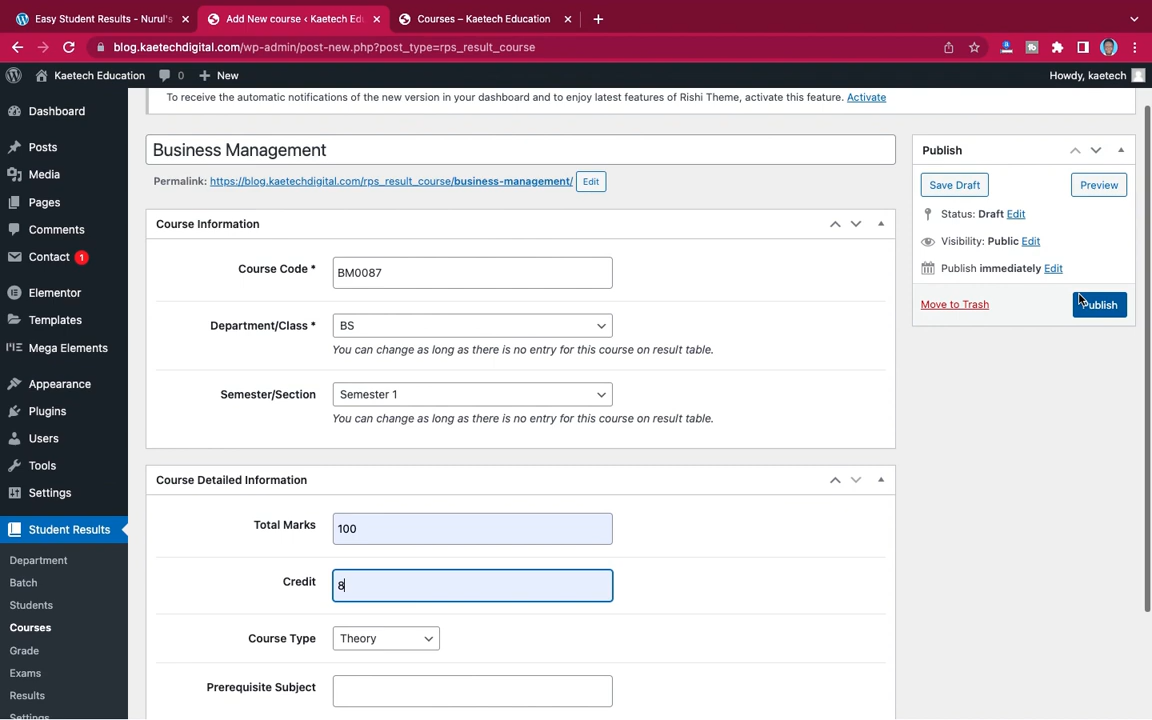 Easy Student Results - Nurul's
Add New course ‹ Kaetech Edu
Courses – Kaetech Education
blog.kaetechdigital.com/wp-admin/post-new.php?post_type=rps_result_course
Kaetech Education
0
New
Howdy, kaetech
To receive the automatic notifications of the new version in your dashboard and to enjoy latest features of Rishi Theme, activate this feature. Activate
Dashboard
Posts
Media
Pages
Comments
Contact 1
Elementor
Templates
Mega Elements
Appearance
Plugins
Users
Tools
Settings
Student Results
Department
Batch
Students
Courses
Grade
Exams
Results
Settings
Business Management
Permalink: https://blog.kaetechdigital.com/rps_result_course/business-management/ Edit
Course Information
Course Code * BM0087
Department/Class * BS
You can change as long as there is no entry for this course on result table.
Semester/Section Semester 1
You can change as long as there is no entry for this course on result table.
Course Detailed Information
Total Marks 100
Credit 8
Course Type Theory
Prerequisite Subject
Publish
Save Draft Preview
Status: Draft Edit
Visibility: Public Edit
Publish immediately Edit
Move to Trash Publish